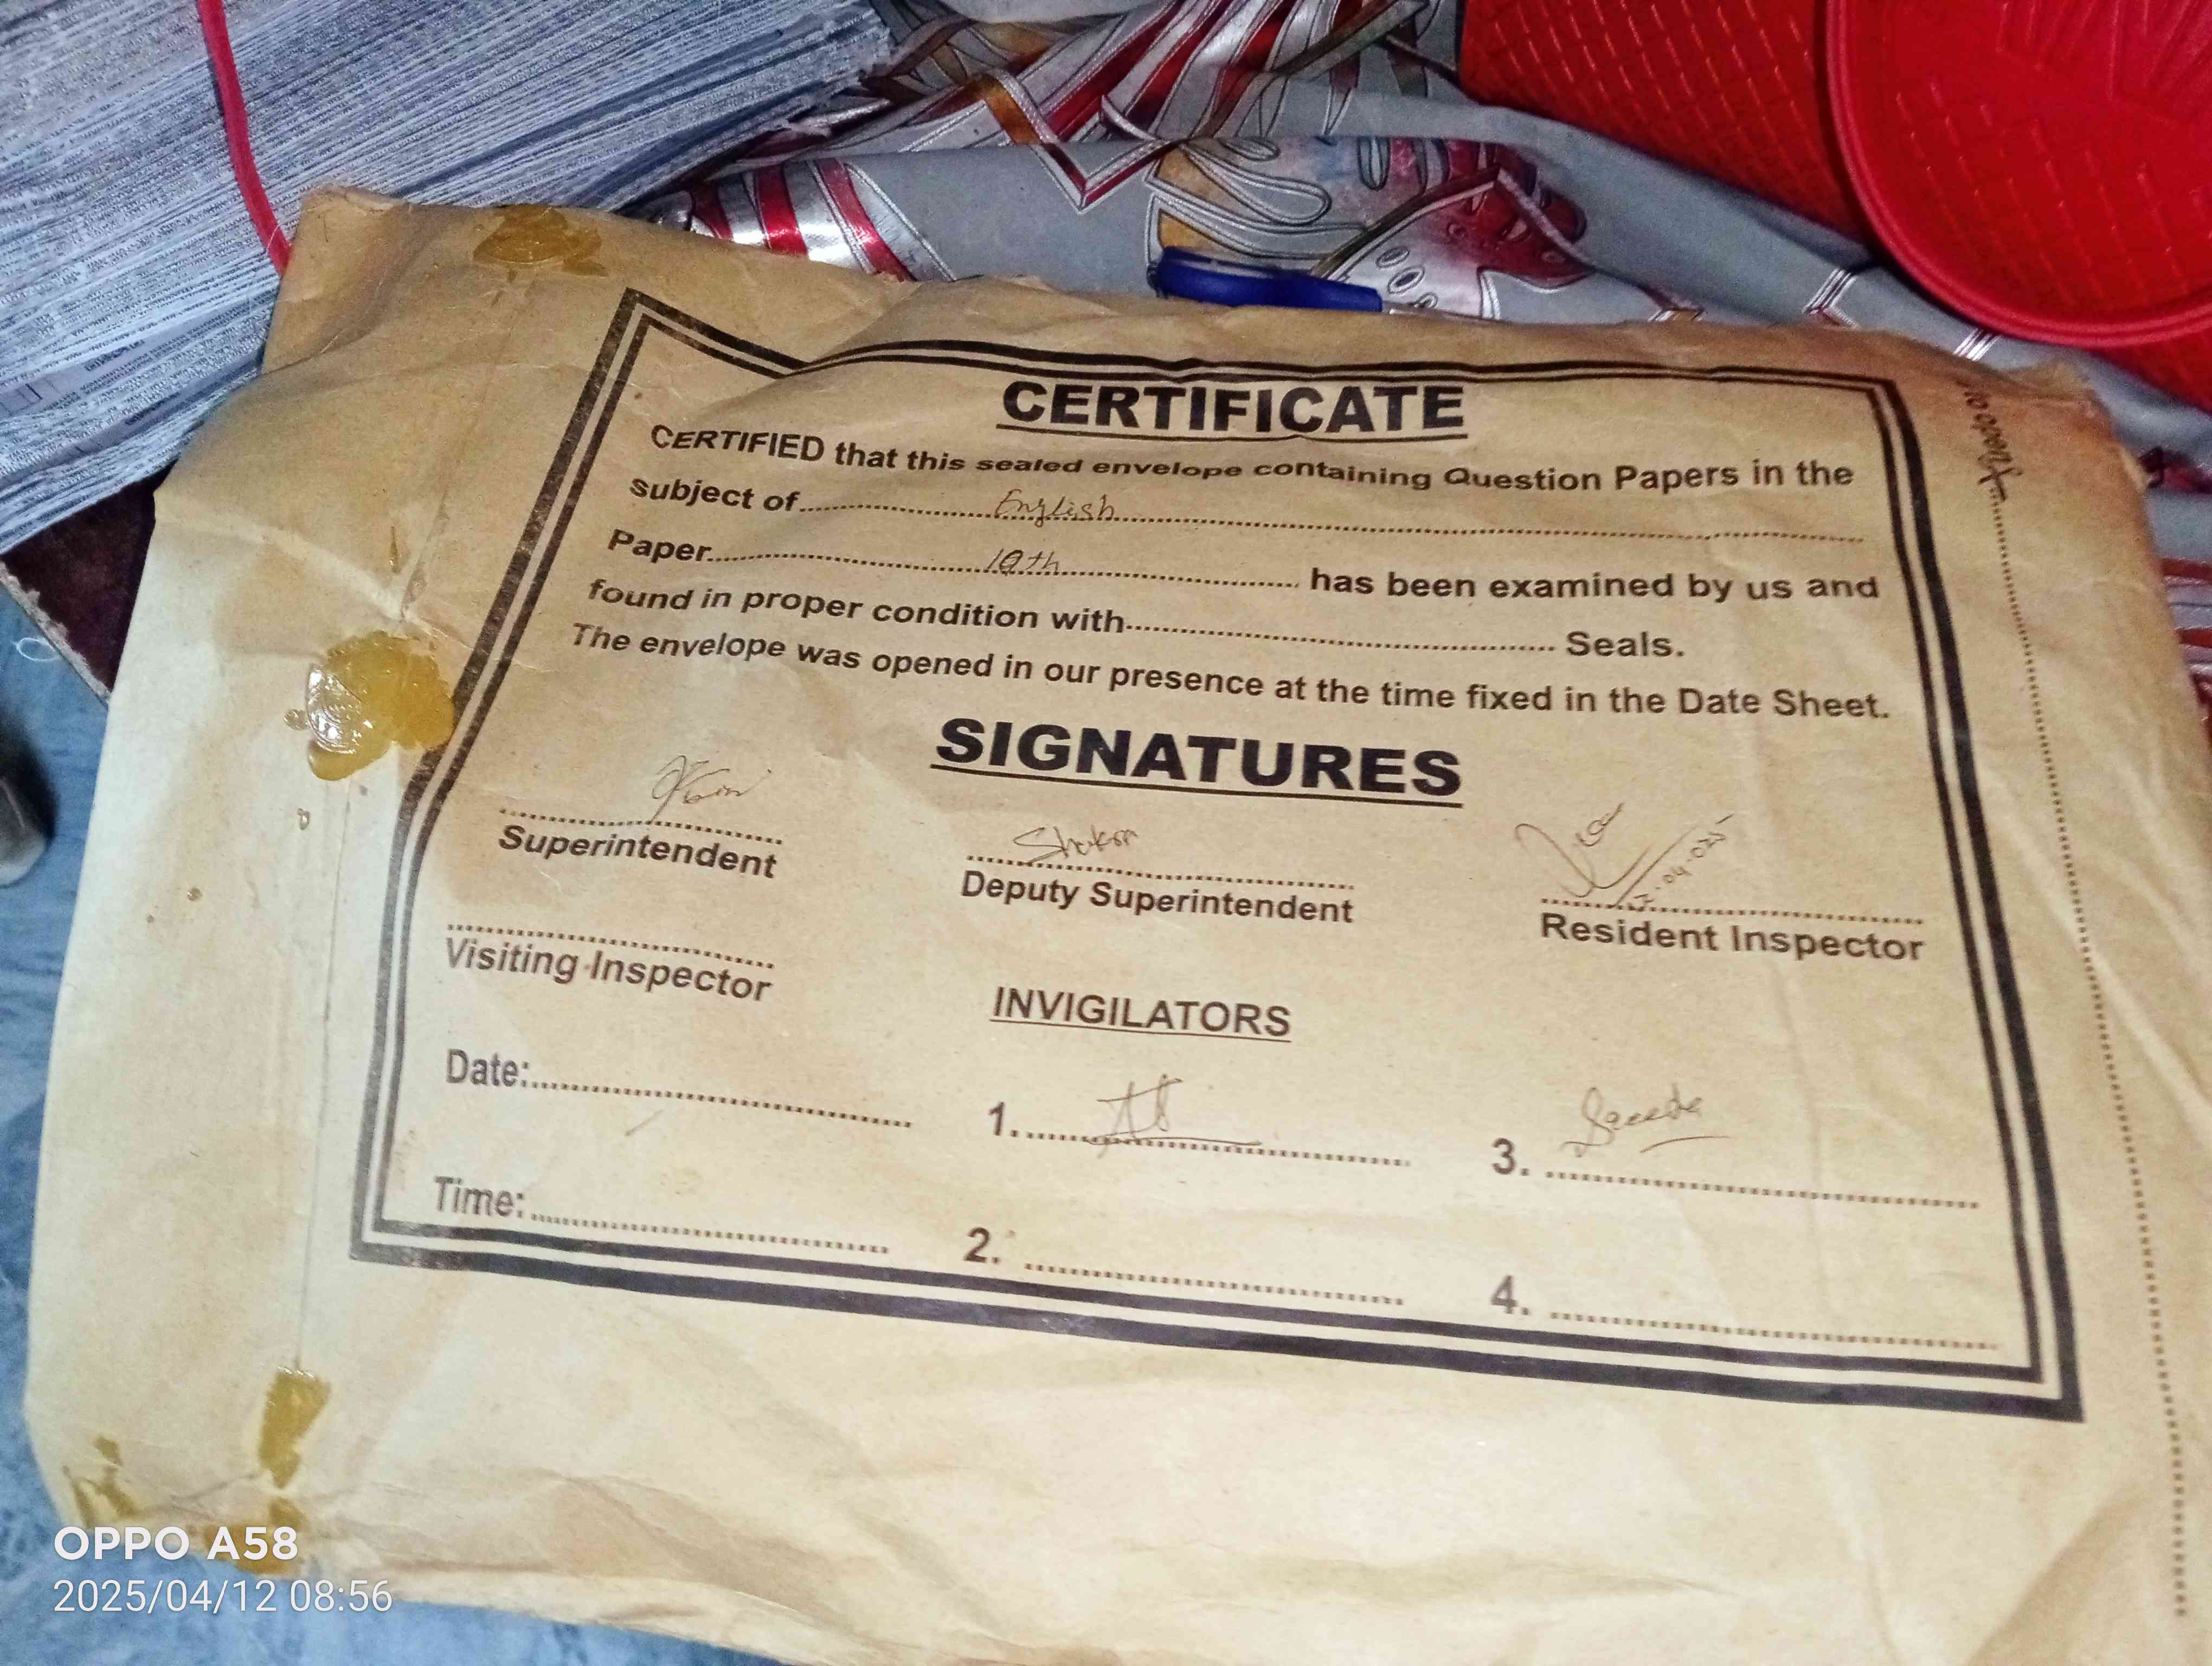 CERTIFICATE
CERTIFIED that this sealed envelope containing Question Papers in the
subject of English
Paper 10th has been examined by us and
found in proper condition with Seals.
The envelope was opened in our presence at the time fixed in the Date Sheet.
SIGNATURES
Superintendent
Deputy Superintendent
Resident Inspector
Visiting Inspector
INVIGILATORS
Date:
1.
3.
Time:
2.
4.
to open
OPPO A58
2025/04/12 08:56